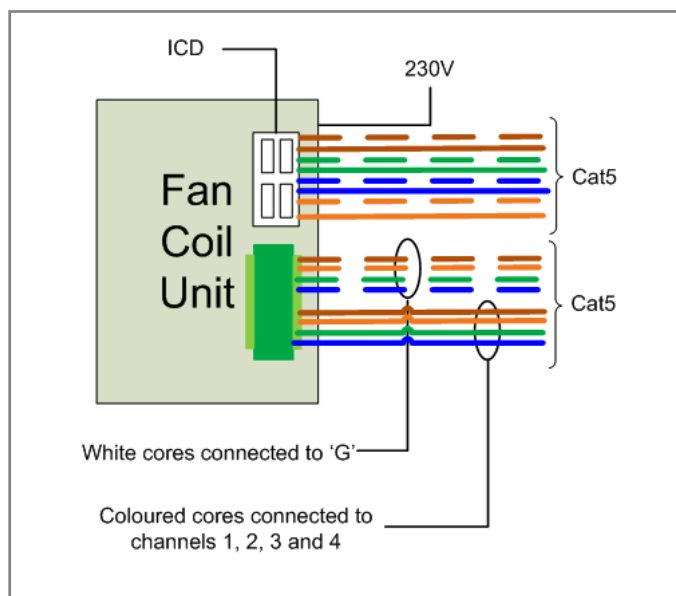 ICD
230V
Cat5
Fan
Coil
Unit
Cat5
White cores connected to ‘G’
Coloured cores connected to
channels 1, 2, 3 and 4